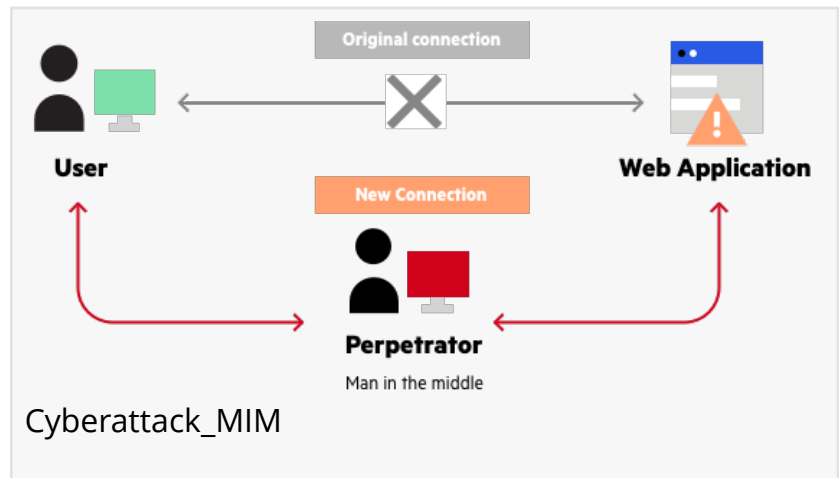 Original connection
User
Web Application
New Connection
Perpetrator
Man in the middle
Cyberattack_MIM